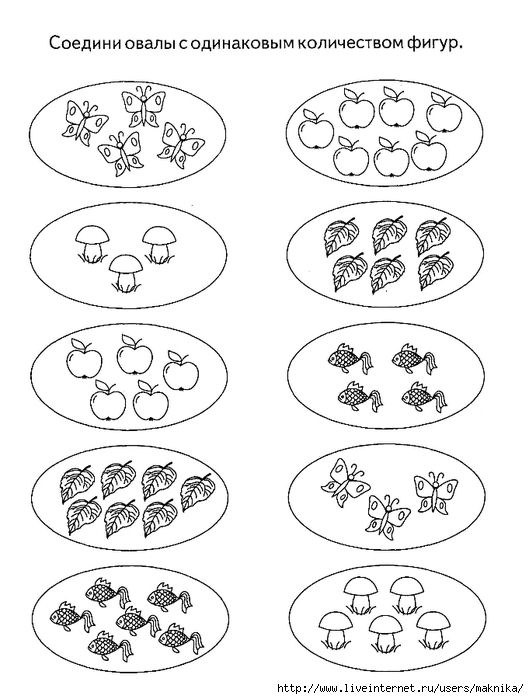 Соедини овалы с одинаковым количеством фигур.
http://www.liveinternet.ru/users/maknika/